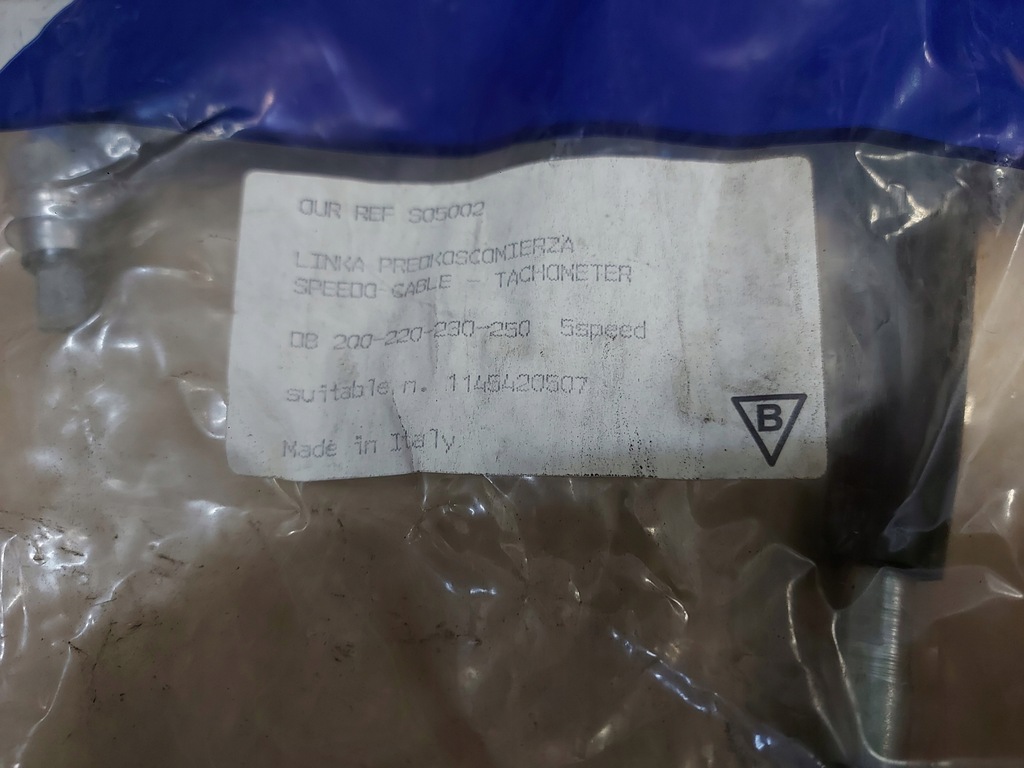 OUR REF S05002
LINKA PREDKOSCOMIERZA
SPEEDO CABLE - TACHOMETER
DB 200-220-230-250 5speed
suitable n. 1145420507
Made in Italy
B